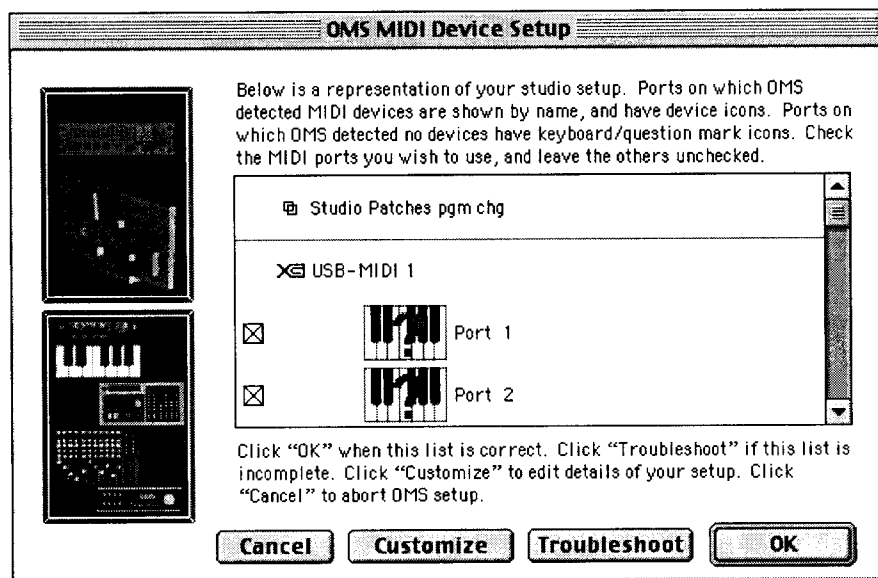 OMS MIDI Device Setup
Below is a representation of your studio setup. Ports on which OMS
detected MIDI devices are shown by name, and have device icons. Ports on
which OMS detected no devices have keyboard/question mark icons. Check
the MIDI ports you wish to use, and leave the others unchecked.
Studio Patches pgm chg
USB-MIDI 1
Port 1
Port 2
Click “OK” when this list is correct. Click “Troubleshoot” if this list is
incomplete. Click “Customize” to edit details of your setup. Click
“Cancel” to abort OMS setup.
Cancel Customize Troubleshoot OK